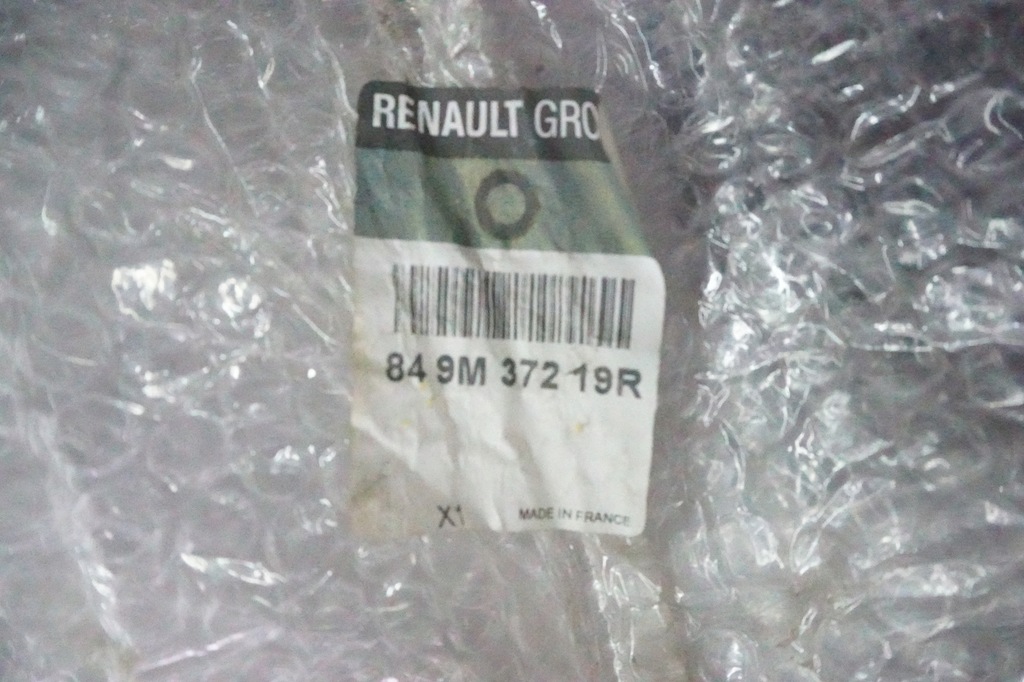 RENAULT GRO
84 9M 372 19R
X1
MADE IN FRANCE